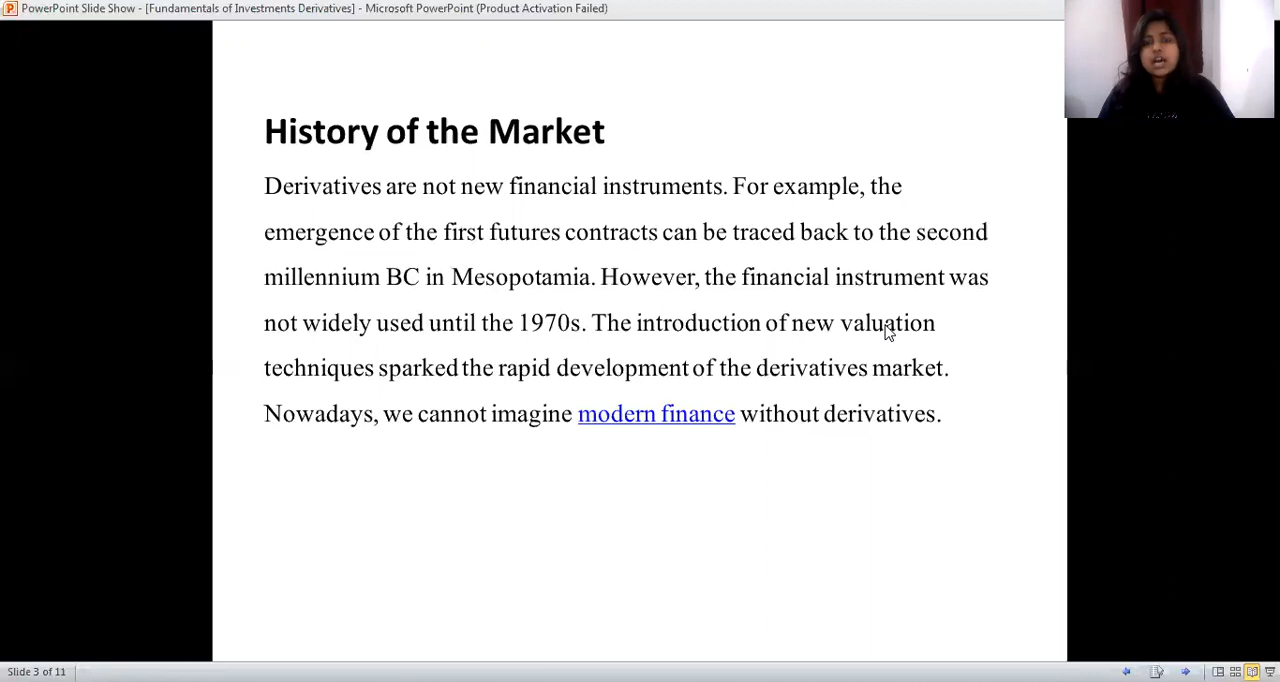 PowerPoint Slide Show - [Fundamentals of Investments Derivatives] - Microsoft PowerPoint (Product Activation Failed)
History of the Market
Derivatives are not new financial instruments. For example, the
emergence of the first futures contracts can be traced back to the second
millennium BC in Mesopotamia. However, the financial instrument was
not widely used until the 1970s. The introduction of new valuation
techniques sparked the rapid development of the derivatives market.
Nowadays, we cannot imagine modern finance without derivatives.
Slide 3 of 11